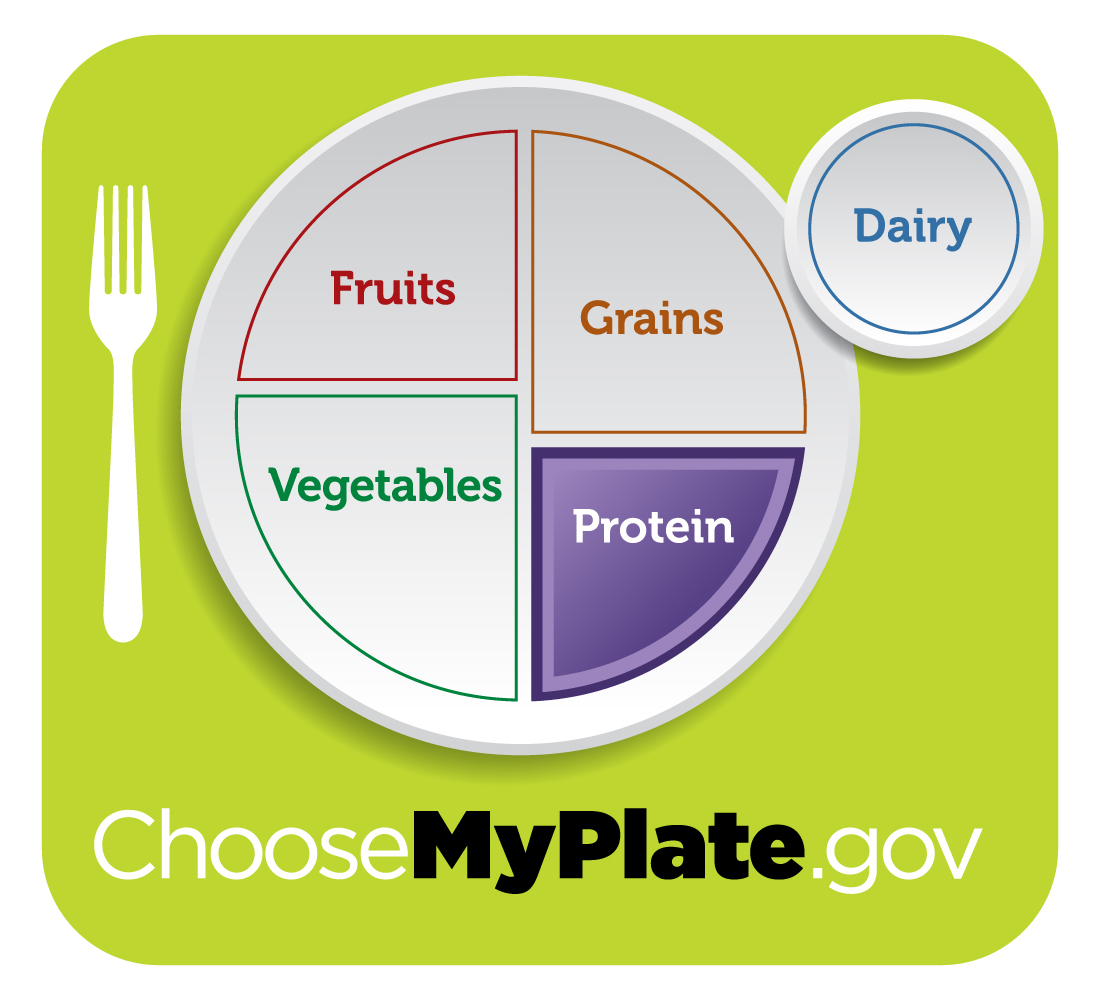 Fruits
Grains
Dairy
Vegetables
Protein
ChooseMyPlate.gov